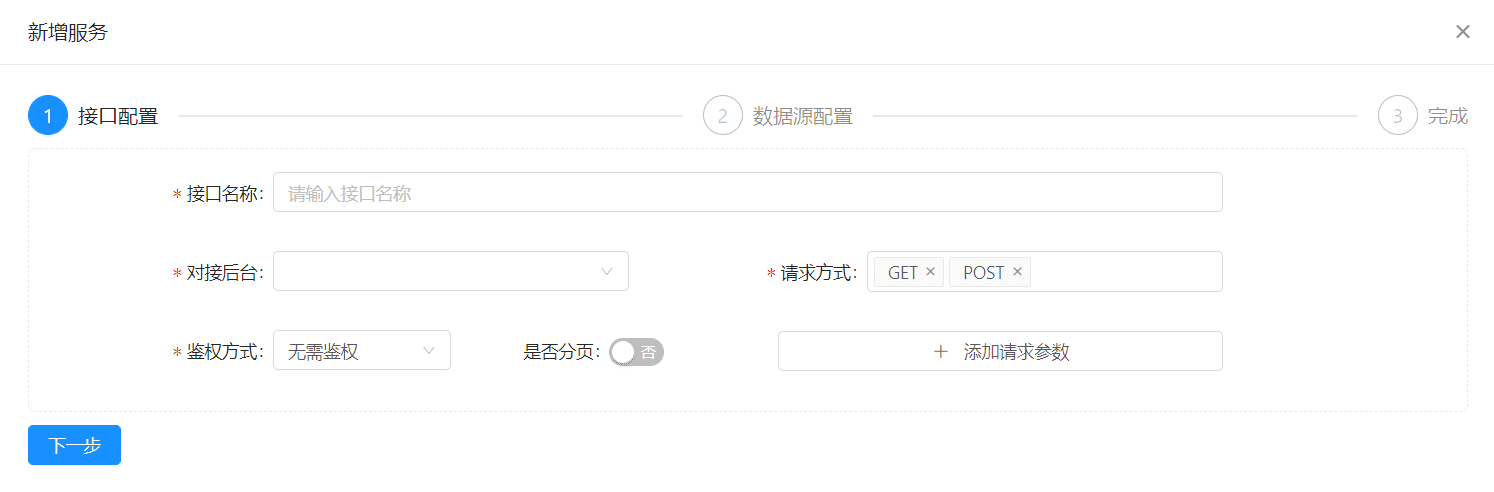 新增服务
1 接口配置 2 数据源配置 3 完成
* 接口名称: 请输入接口名称
* 对接后台: * 请求方式: GET × POST ×
* 鉴权方式: 无需鉴权 是否分页: 否 + 添加请求参数
下一步